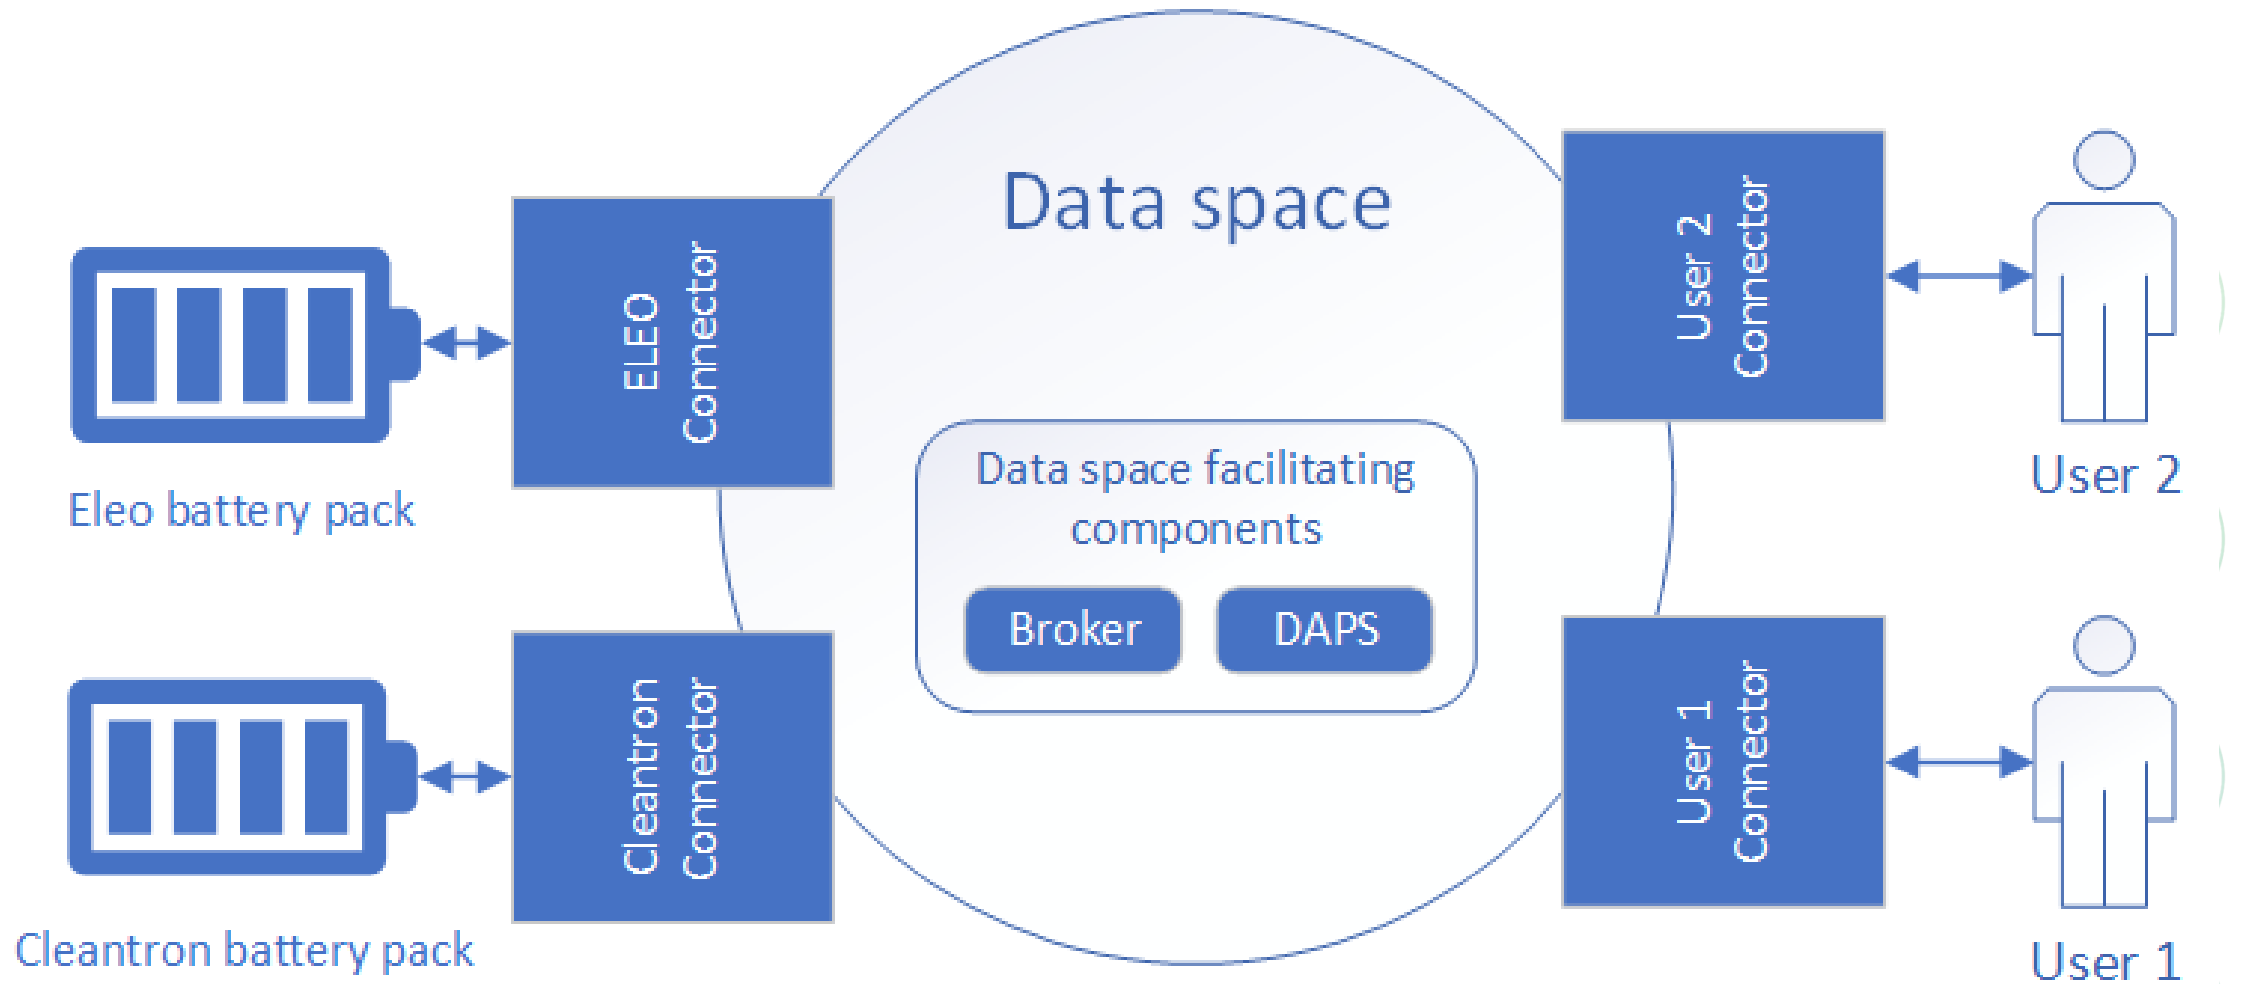 Data space
ELEO
Connector
Eleo battery pack
Cleantron
Connector
Cleantron battery pack
Data space facilitating
components
Broker
DAPS
User 2
Connector
User 2
User 1
Connector
User 1